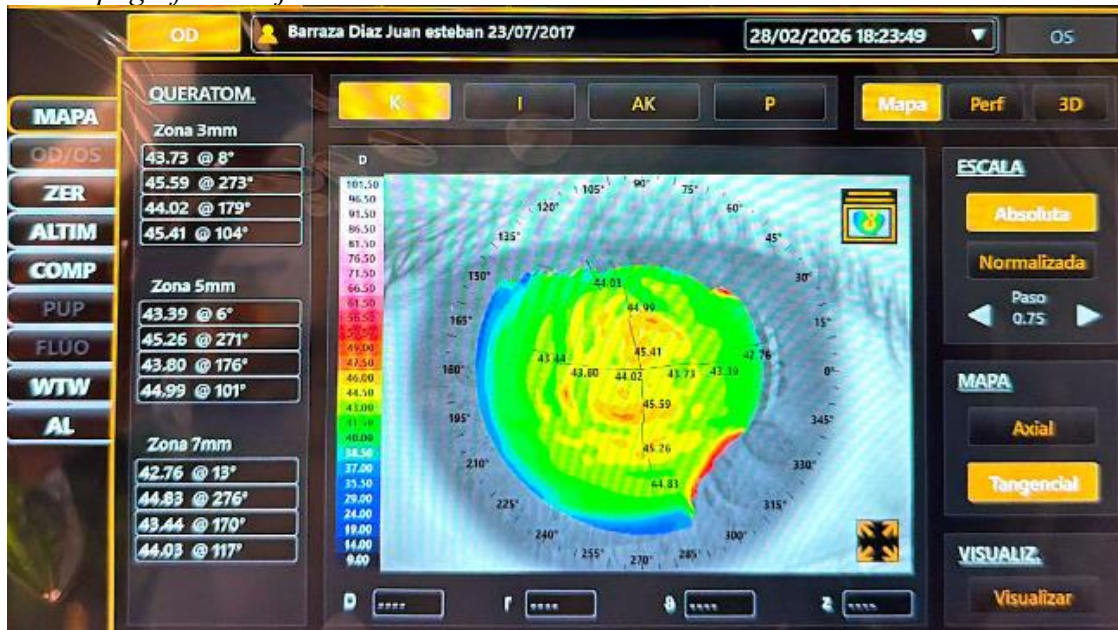 OD
Barraza Diaz Juan esteban 23/07/2017
28/02/2026 18:23:49
OS
MAPA
OD/OS
ZER
ALTIM
COMP
PUP
FLUO
WTW
AL
QUERATOM.
Zona 3mm
43.73 @ 8°
45.59 @ 273°
44.02 @ 179°
45.41 @ 104°
Zona 5mm
43.39 @ 6°
45.26 @ 271°
43.80 @ 176°
44.99 @ 101°
Zona 7mm
42.76 @ 13°
44.83 @ 276°
43.44 @ 170°
44.03 @ 117°
K
I
AK
P
Mapa
Perf
3D
D
101.50
96.50
91.50
86.50
81.50
76.50
71.50
66.50
61.50
49.00
47.50
46.00
44.50
43.00
40.00
38.50
37.00
35.50
29.00
24.00
19.00
14.00
9.00
105°
90°
75°
120°
60°
135°
45°
150°
30°
165°
15°
180°
0°
195°
345°
210°
330°
225°
315°
240°
300°
255°
270°
285°
44.03
44.99
45.41
43.44
43.80
44.02
43.73
43.39
42.76
45.59
45.26
44.83
D
r
z
ESCALA
Absoluta
Normalizada
Paso
0.75
MAPA
Axial
Tangencial
VISUALIZ.
Visualizar